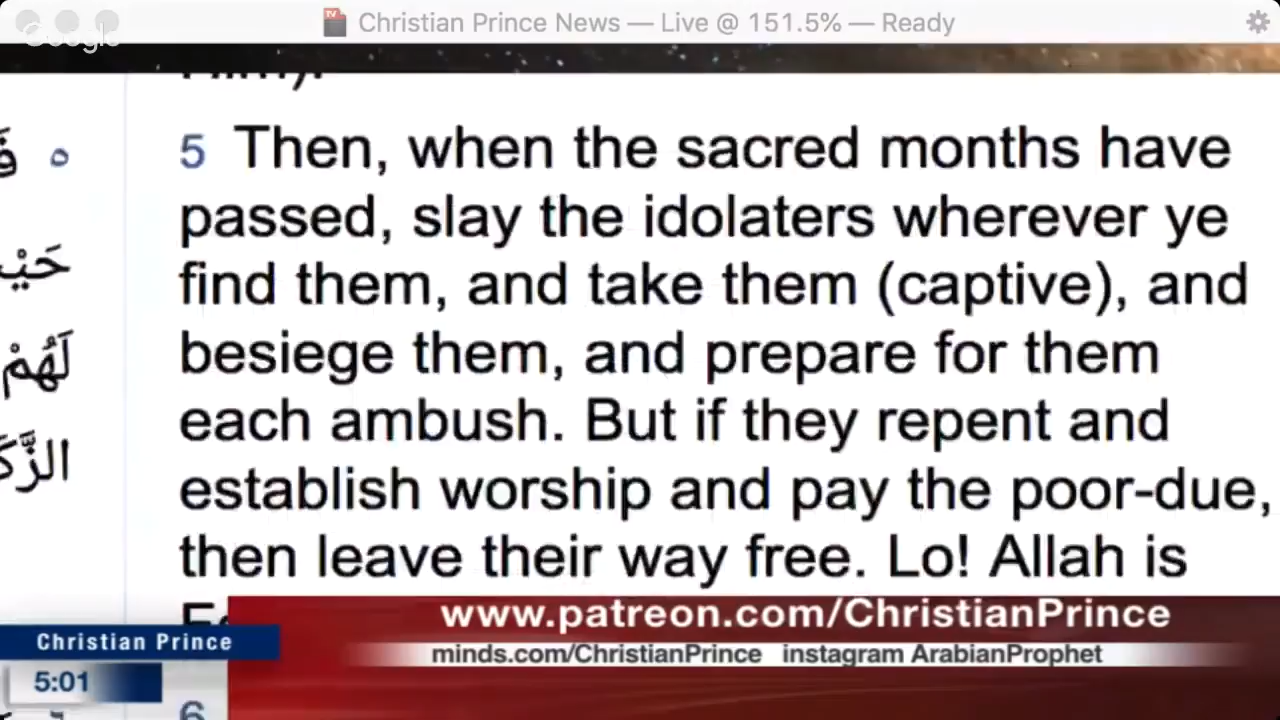 Christian Prince News — Live @ 151.5% — Ready
Google
5 Then, when the sacred months have
passed, slay the idolaters wherever ye
find them, and take them (captive), and
besiege them, and prepare for them
each ambush. But if they repent and
establish worship and pay the poor-due,
then leave their way free. Lo! Allah is
٥
لَهُمْ
www.patreon.com/ChristianPrince
Christian Prince
minds.com/ChristianPrince instagram ArabianProphet
5:01
6